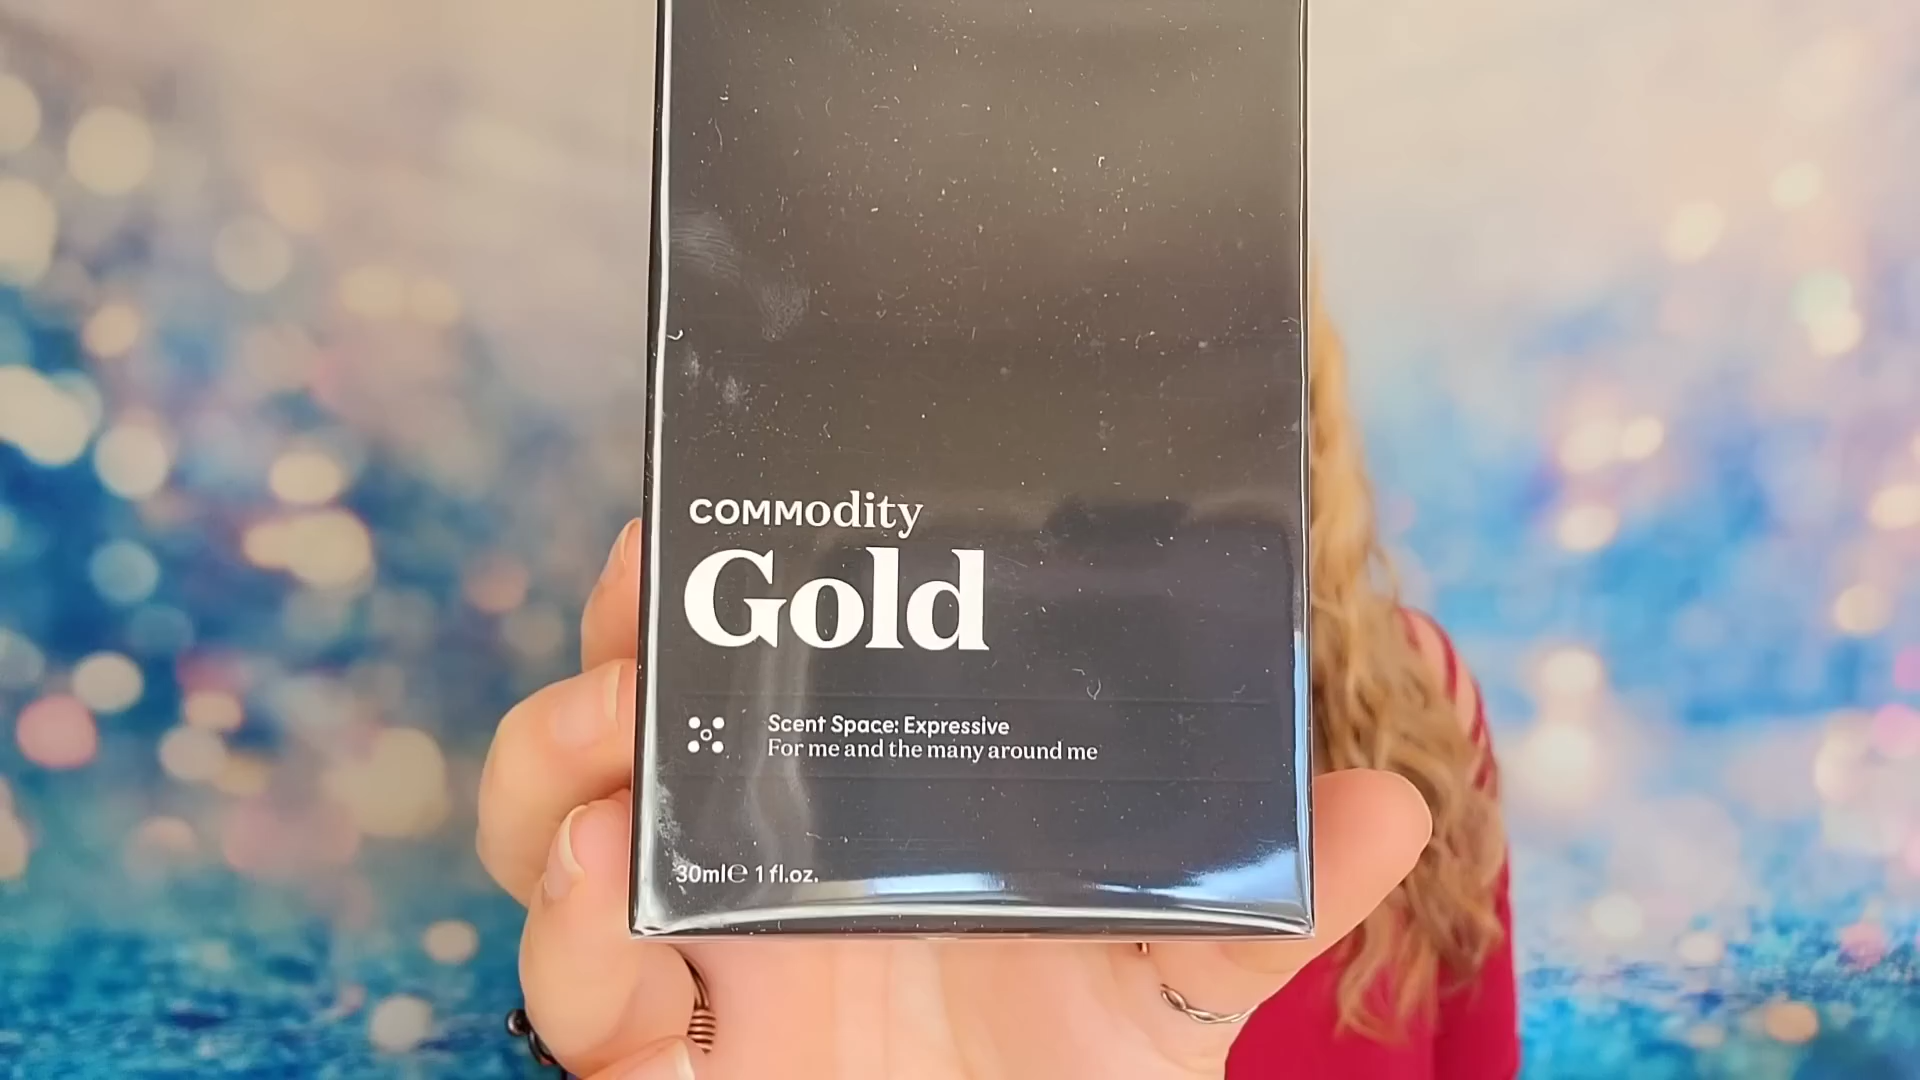 COMModity
Gold
Scent Space: Expressive
For me and the many around me
30ml℮ 1 fl.oz.